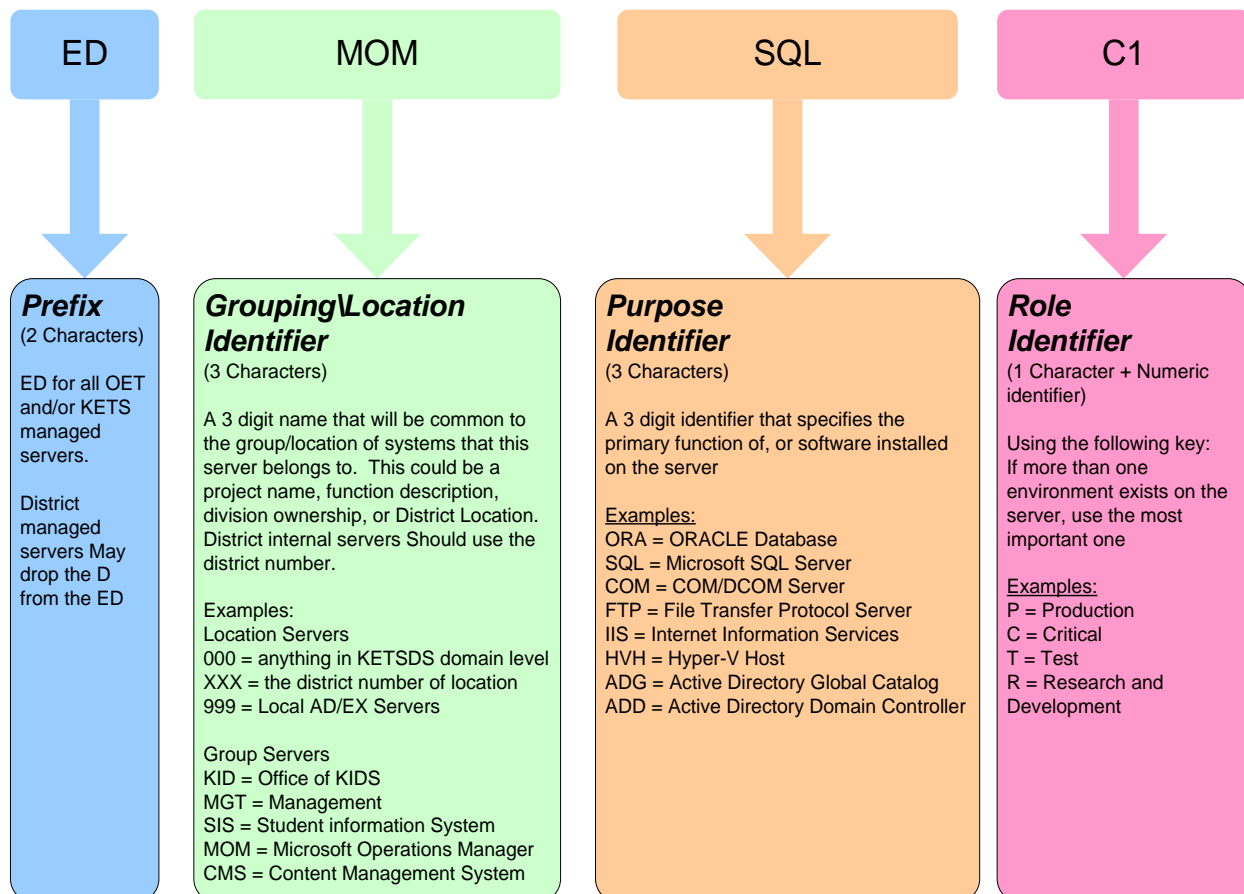 ED
MOM
SQL
C1
Prefix
(2 Characters)
ED for all OET
and/or KETS
managed
servers.
District
managed
servers May
drop the D
from the ED
Grouping\Location
Identifier
(3 Characters)
A 3 digit name that will be common to
the group/location of systems that this
server belongs to.  This could be a
project name, function description,
division ownership, or District Location.
District internal servers Should use the
district number.
Examples:
Location Servers
000 = anything in KETSDS domain level
XXX = the district number of location
999 = Local AD/EX Servers
Group Servers
KID = Office of KIDS
MGT = Management
SIS = Student information System
MOM = Microsoft Operations Manager
CMS = Content Management System
Purpose
Identifier
(3 Characters)
A 3 digit identifier that specifies the
primary function of, or software installed
on the server
Examples:
ORA = ORACLE Database
SQL = Microsoft SQL Server
COM = COM/DCOM Server
FTP = File Transfer Protocol Server
IIS = Internet Information Services
HVH = Hyper-V Host
ADG = Active Directory Global Catalog
ADD = Active Directory Domain Controller
Role
Identifier
(1 Character + Numeric
identifier)
Using the following key:
If more than one
environment exists on the
server, use the most
important one
Examples:
P = Production
C = Critical
T = Test
R = Research and
Development